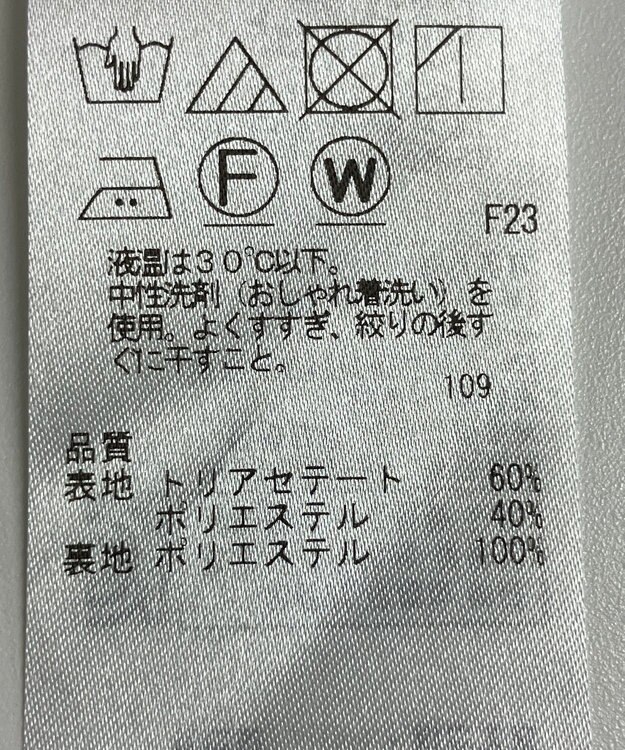 F W
F23
液温は30℃以下。
中性洗剤（おしゃれ着洗い）を
使用。よくすすぎ、絞りの後す
ぐに干すこと。
109
品質
表地 トリアセテート 60%
ポリエステル 40%
裏地 ポリエステル 100%